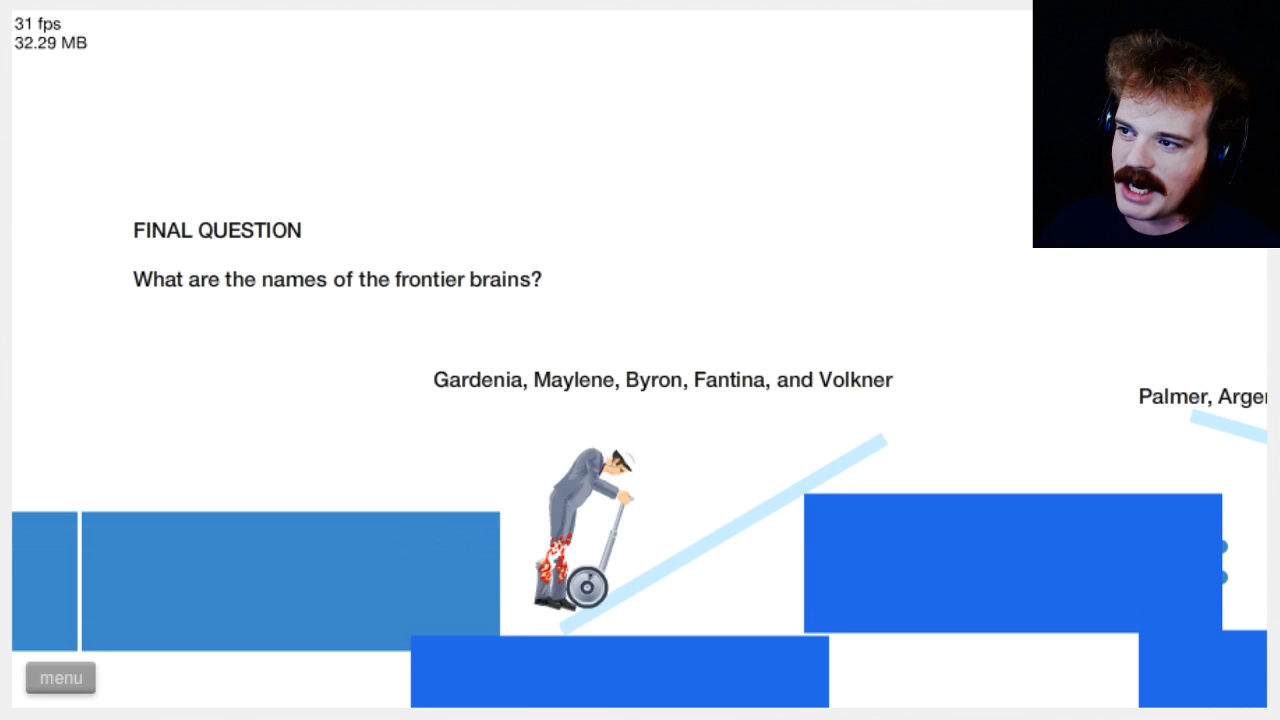 31 fps
32.29 MB
FINAL QUESTION
What are the names of the frontier brains?
Gardenia, Maylene, Byron, Fantina, and Volkner
Palmer,
menu